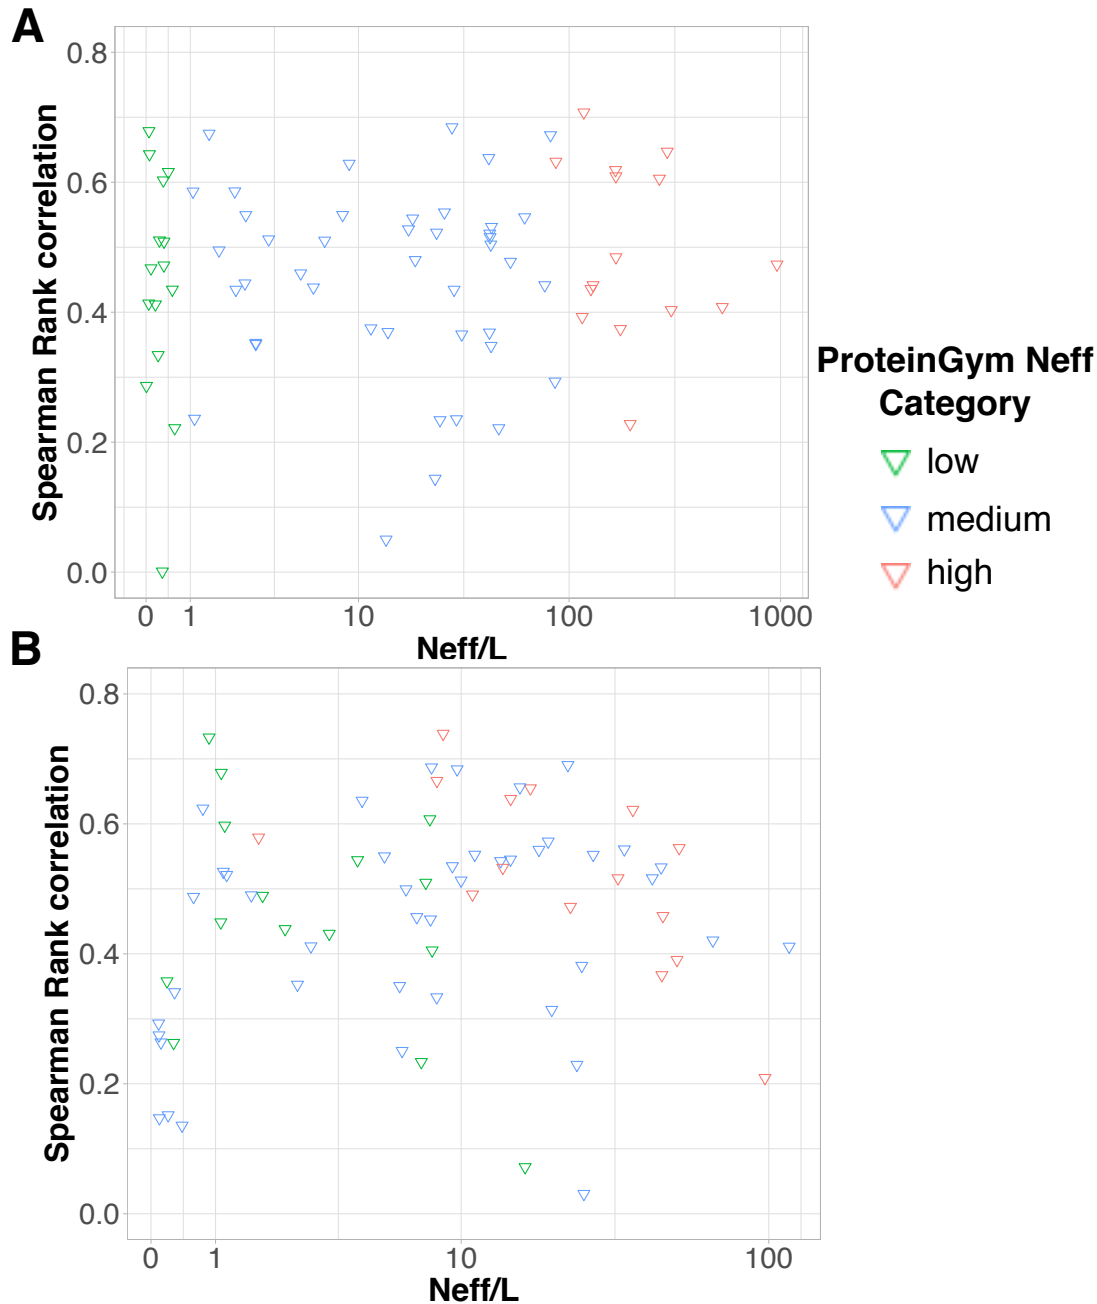 A
0.8
0.6
0.4
0.2
0.0
Spearman Rank correlation
0 1 10 100 1000
Neff/L
ProteinGym Neff
Category
low
medium
high
B
0.8
0.6
0.4
0.2
0.0
Spearman Rank correlation
0 1 10 100
Neff/L